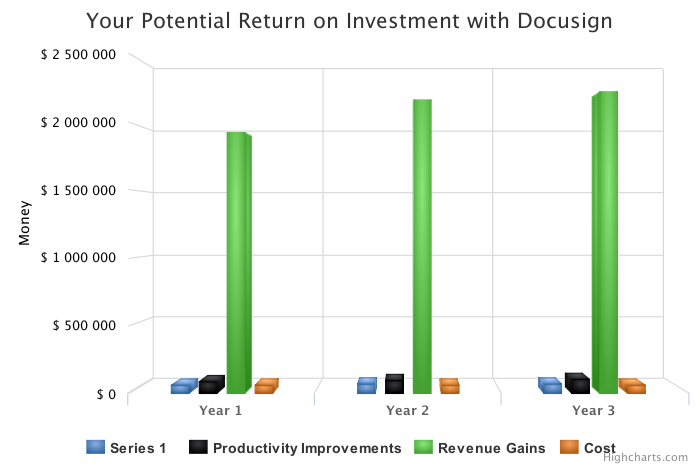 Your Potential Return on Investment with Docusign
$ 2 500 000
$ 2 000 000
$ 1 500 000
$ 1 000 000
$ 500 000
$ 0
Money
Year 1 Year 2 Year 3
Series 1 Productivity Improvements Revenue Gains Cost
Highcharts.com